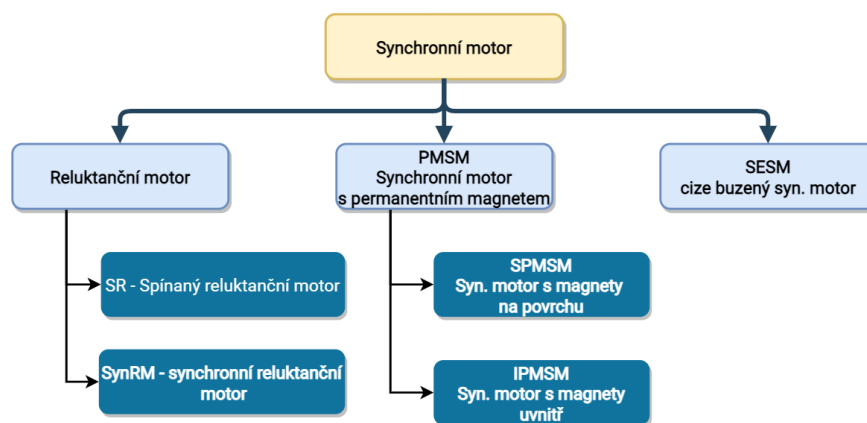 Synchronní motor
Reluktanční motor
PMSM
Synchronní motor
s permanentním magnetem
SESM
cize buzený syn. motor
SR - Spínaný reluktanční motor
SPMSM
Syn. motor s magnety
na povrchu
SynRM - synchronní reluktanční
motor
IPMSM
Syn. motor s magnety
uvnitř